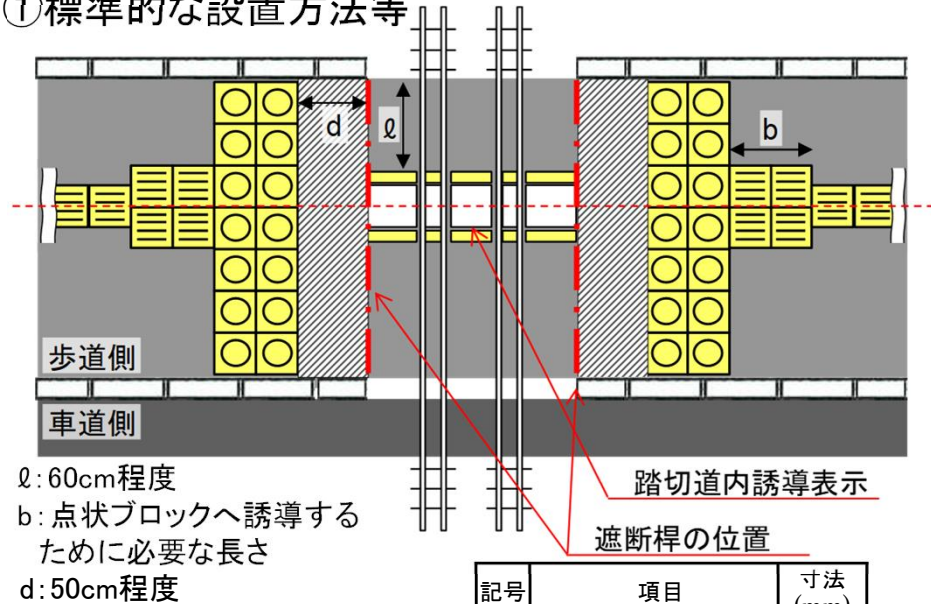 ①標準的な設置方法等
d
ℓ
b
歩道側
車道側
ℓ:60cm程度
b:点状ブロックへ誘導する
ために必要な長さ
d:50cm程度
踏切道内誘導表示
遮断桿の位置
記号 項目 寸法
(mm)